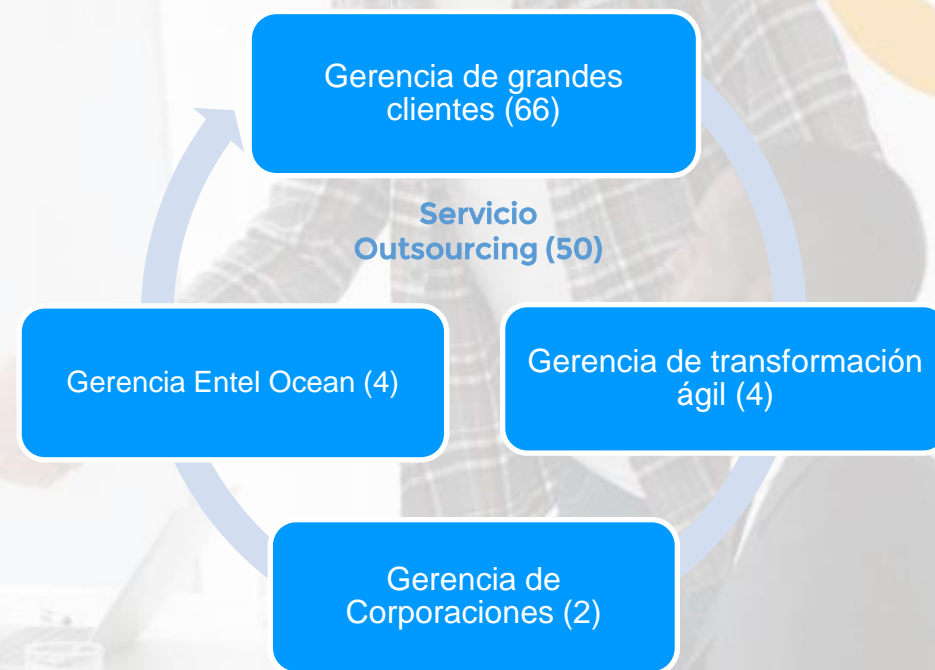 Gerencia de grandes
clientes (66)
Servicio
Outsourcing (50)
Gerencia Entel Ocean (4)
Gerencia de transformación
ágil (4)
Gerencia de
Corporaciones (2)